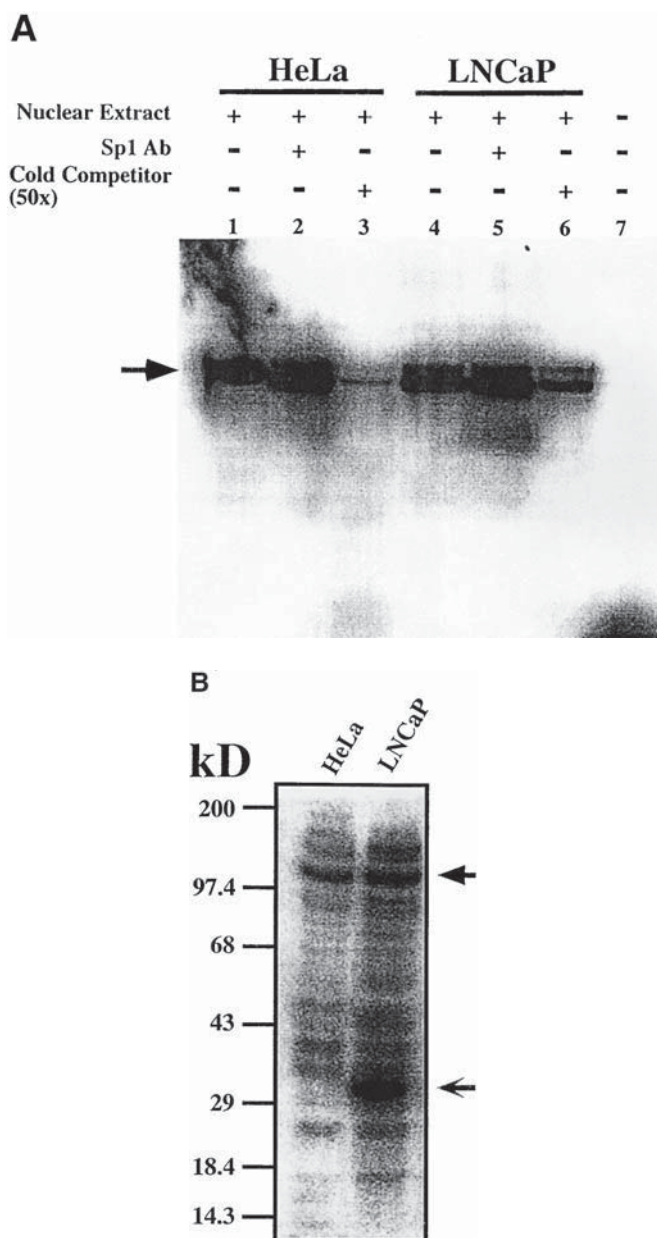 A
HeLa LNCaP
Nuclear Extract + + + + + + -
Sp1 Ab - + - - + - -
Cold Competitor (50x) - - + - - + -
1 2 3 4 5 6 7
B
kD HeLa LNCaP
200
97.4
68
43
29
18.4
14.3